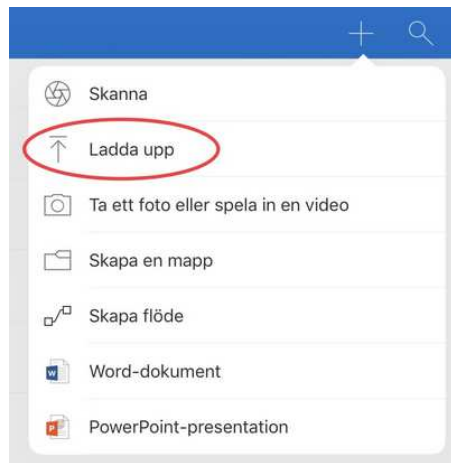 Skanna
Ladda upp
Ta ett foto eller spela in en video
Skapa en mapp
Skapa flöde
Word-dokument
PowerPoint-presentation